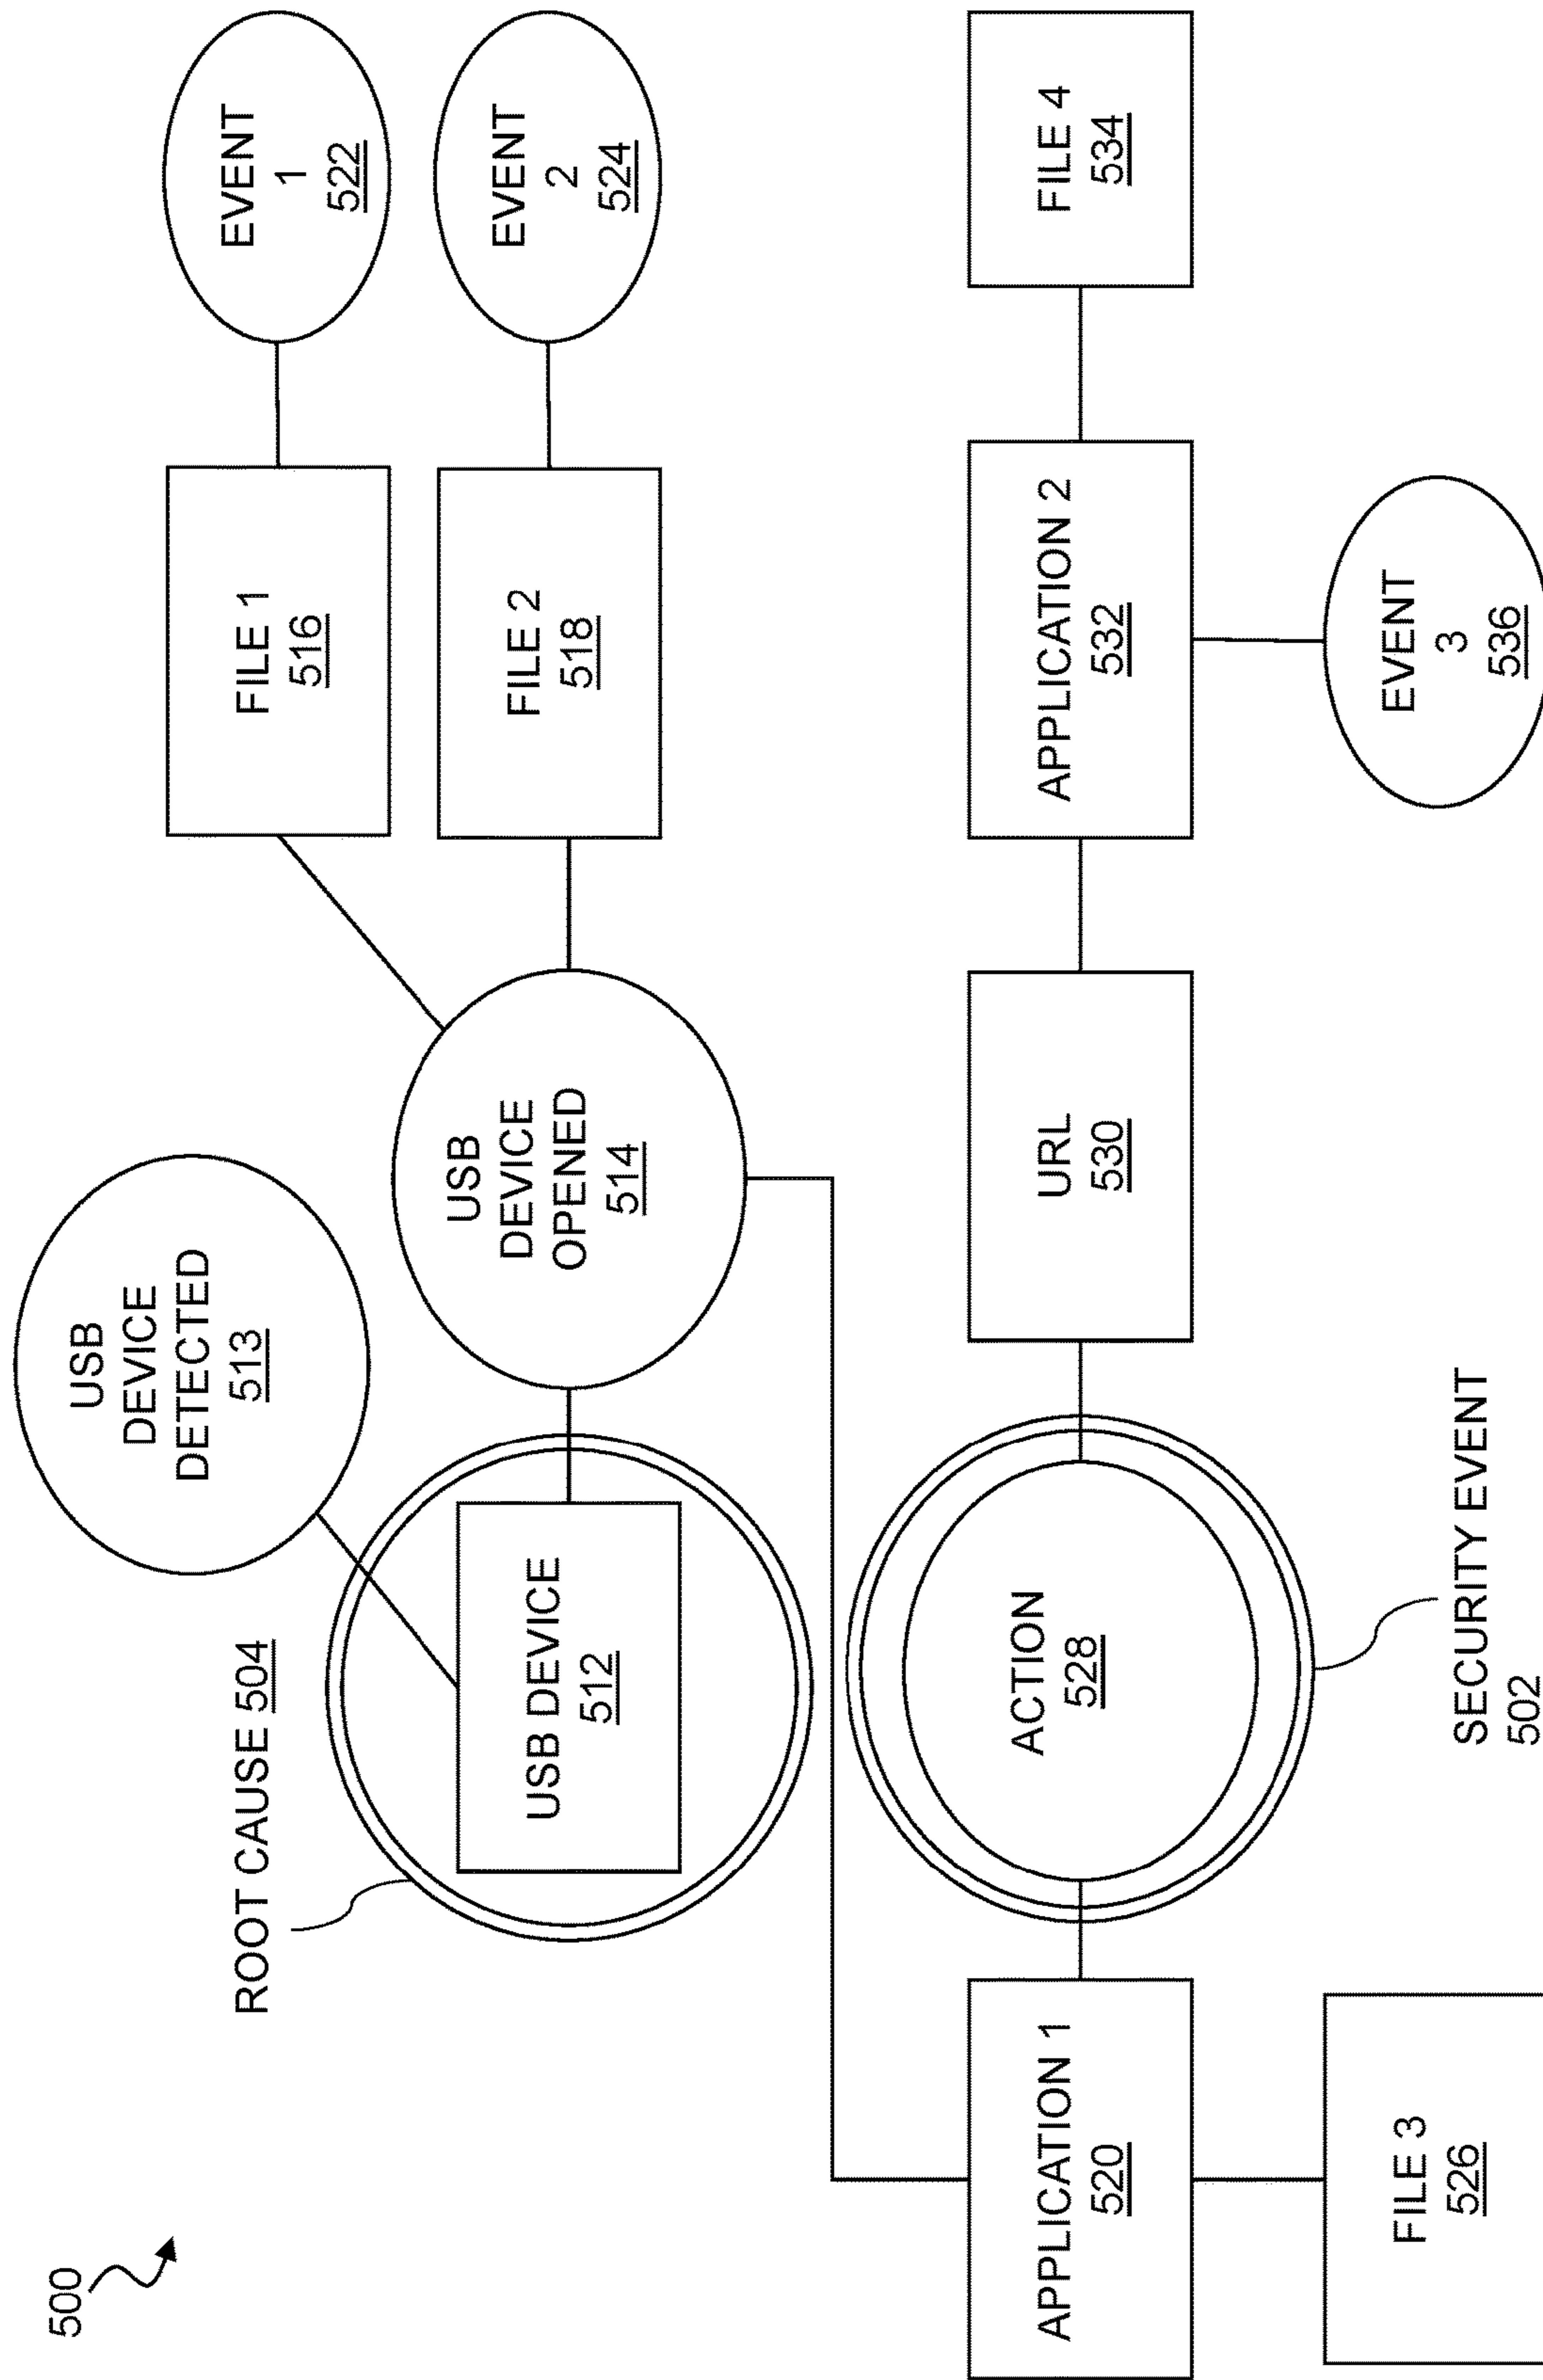 500
ROOT CAUSE 504
USB
DEVICE
DETECTED
513
USB DEVICE
512
USB
DEVICE
OPENED
514
FILE 1
516
EVENT
1
522
FILE 2
518
EVENT
2
524
APPLICATION 1
520
ACTION
528
URL
530
APPLICATION 2
532
FILE 4
534
FILE 3
526
SECURITY EVENT
502
EVENT
3
536